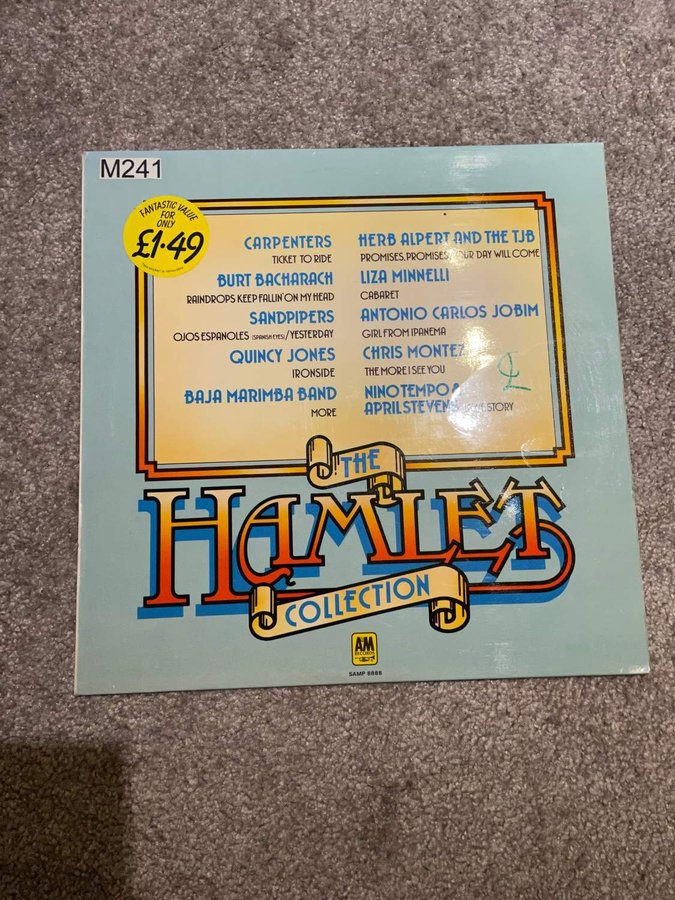 M241
FANTASTIC VALUE
FOR
ONLY
£1.49
CARPENTERS
TICKET TO RIDE
BURT BACHARACH
RAINDROPS KEEP FALLIN' ON MY HEAD
SANDPIPERS
OJOS ESPANOLES (SPANISH EYES)/YESTERDAY
QUINCY JONES
IRONSIDE
BAJA MARIMBA BAND
MORE
HERB ALPERT AND THE TJB
PROMISES, PROMISES/OUR DAY WILL COME
LIZA MINNELLI
CABARET
ANTONIO CARLOS JOBIM
GIRL FROM IPANEMA
CHRIS MONTEZ
THE MORE I SEE YOU
NINO TEMPO &
APRIL STEVENS LOVE STORY
THE
HAMLET
COLLECTION
A&M
RECORDS
SAMP 8888